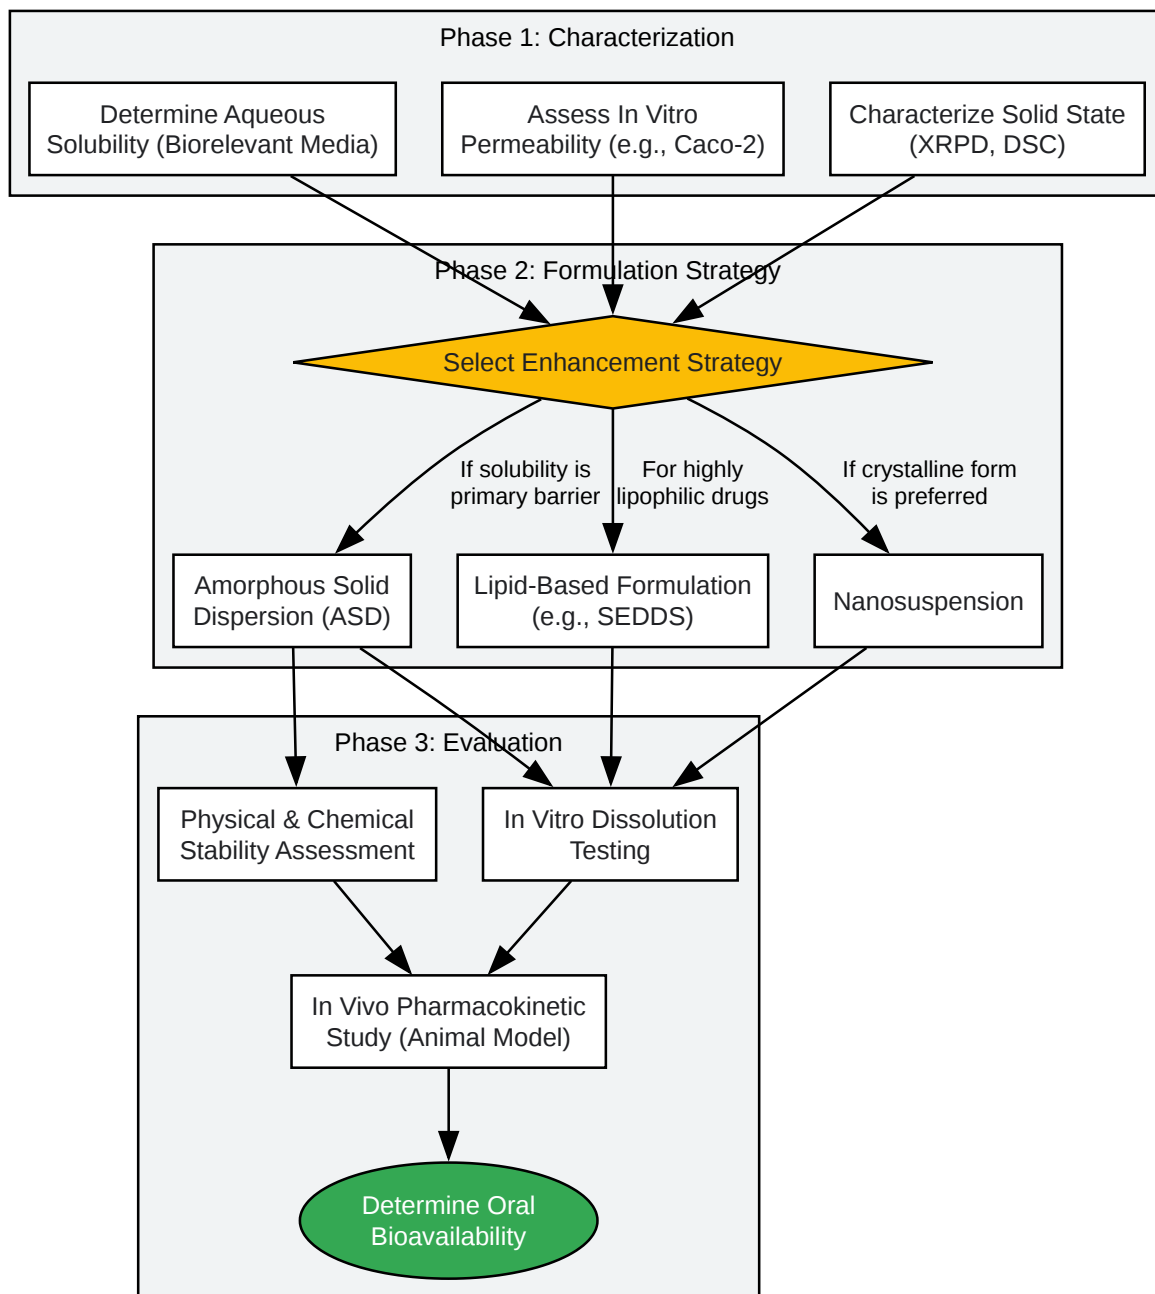 Phase 1: Characterization
Determine Aqueous
Solubility (Biorelevant Media)
Assess In Vitro
Permeability (e.g., Caco-2)
Characterize Solid State
(XRPD, DSC)
Phase 2: Formulation Strategy
Select Enhancement Strategy
If solubility is
primary barrier
For highly
lipophilic drugs
If crystalline form
is preferred
Amorphous Solid
Dispersion (ASD)
Lipid-Based Formulation
(e.g., SEDDS)
Nanosuspension
Phase 3: Evaluation
Physical & Chemical
Stability Assessment
In Vitro Dissolution
Testing
In Vivo Pharmacokinetic
Study (Animal Model)
Determine Oral
Bioavailability